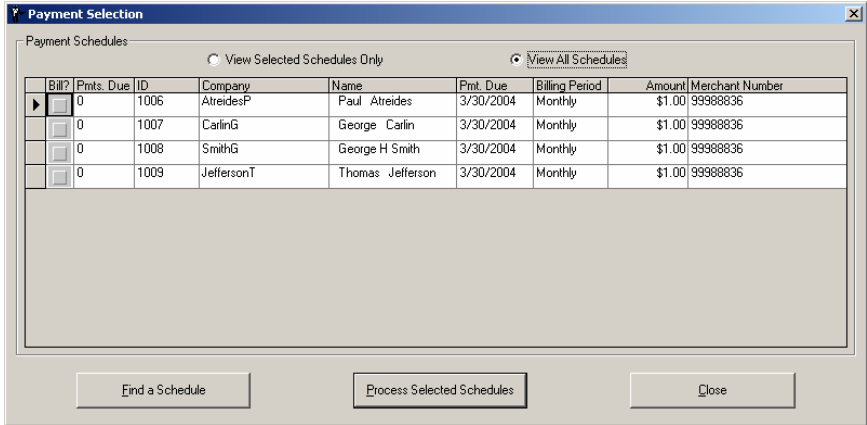 Payment Selection
Payment Schedules
View Selected Schedules Only View All Schedules
Bill? Pmts. Due ID Company Name Pmt. Due Billing Period Amount Merchant Number
0 1006 AtreidesP Paul Atreides 3/30/2004 Monthly $1.00 99988836
0 1007 CarlinG George Carlin 3/30/2004 Monthly $1.00 99988836
0 1008 SmithG George H Smith 3/30/2004 Monthly $1.00 99988836
0 1009 JeffersonT Thomas Jefferson 3/30/2004 Monthly $1.00 99988836
Find a Schedule Process Selected Schedules Close